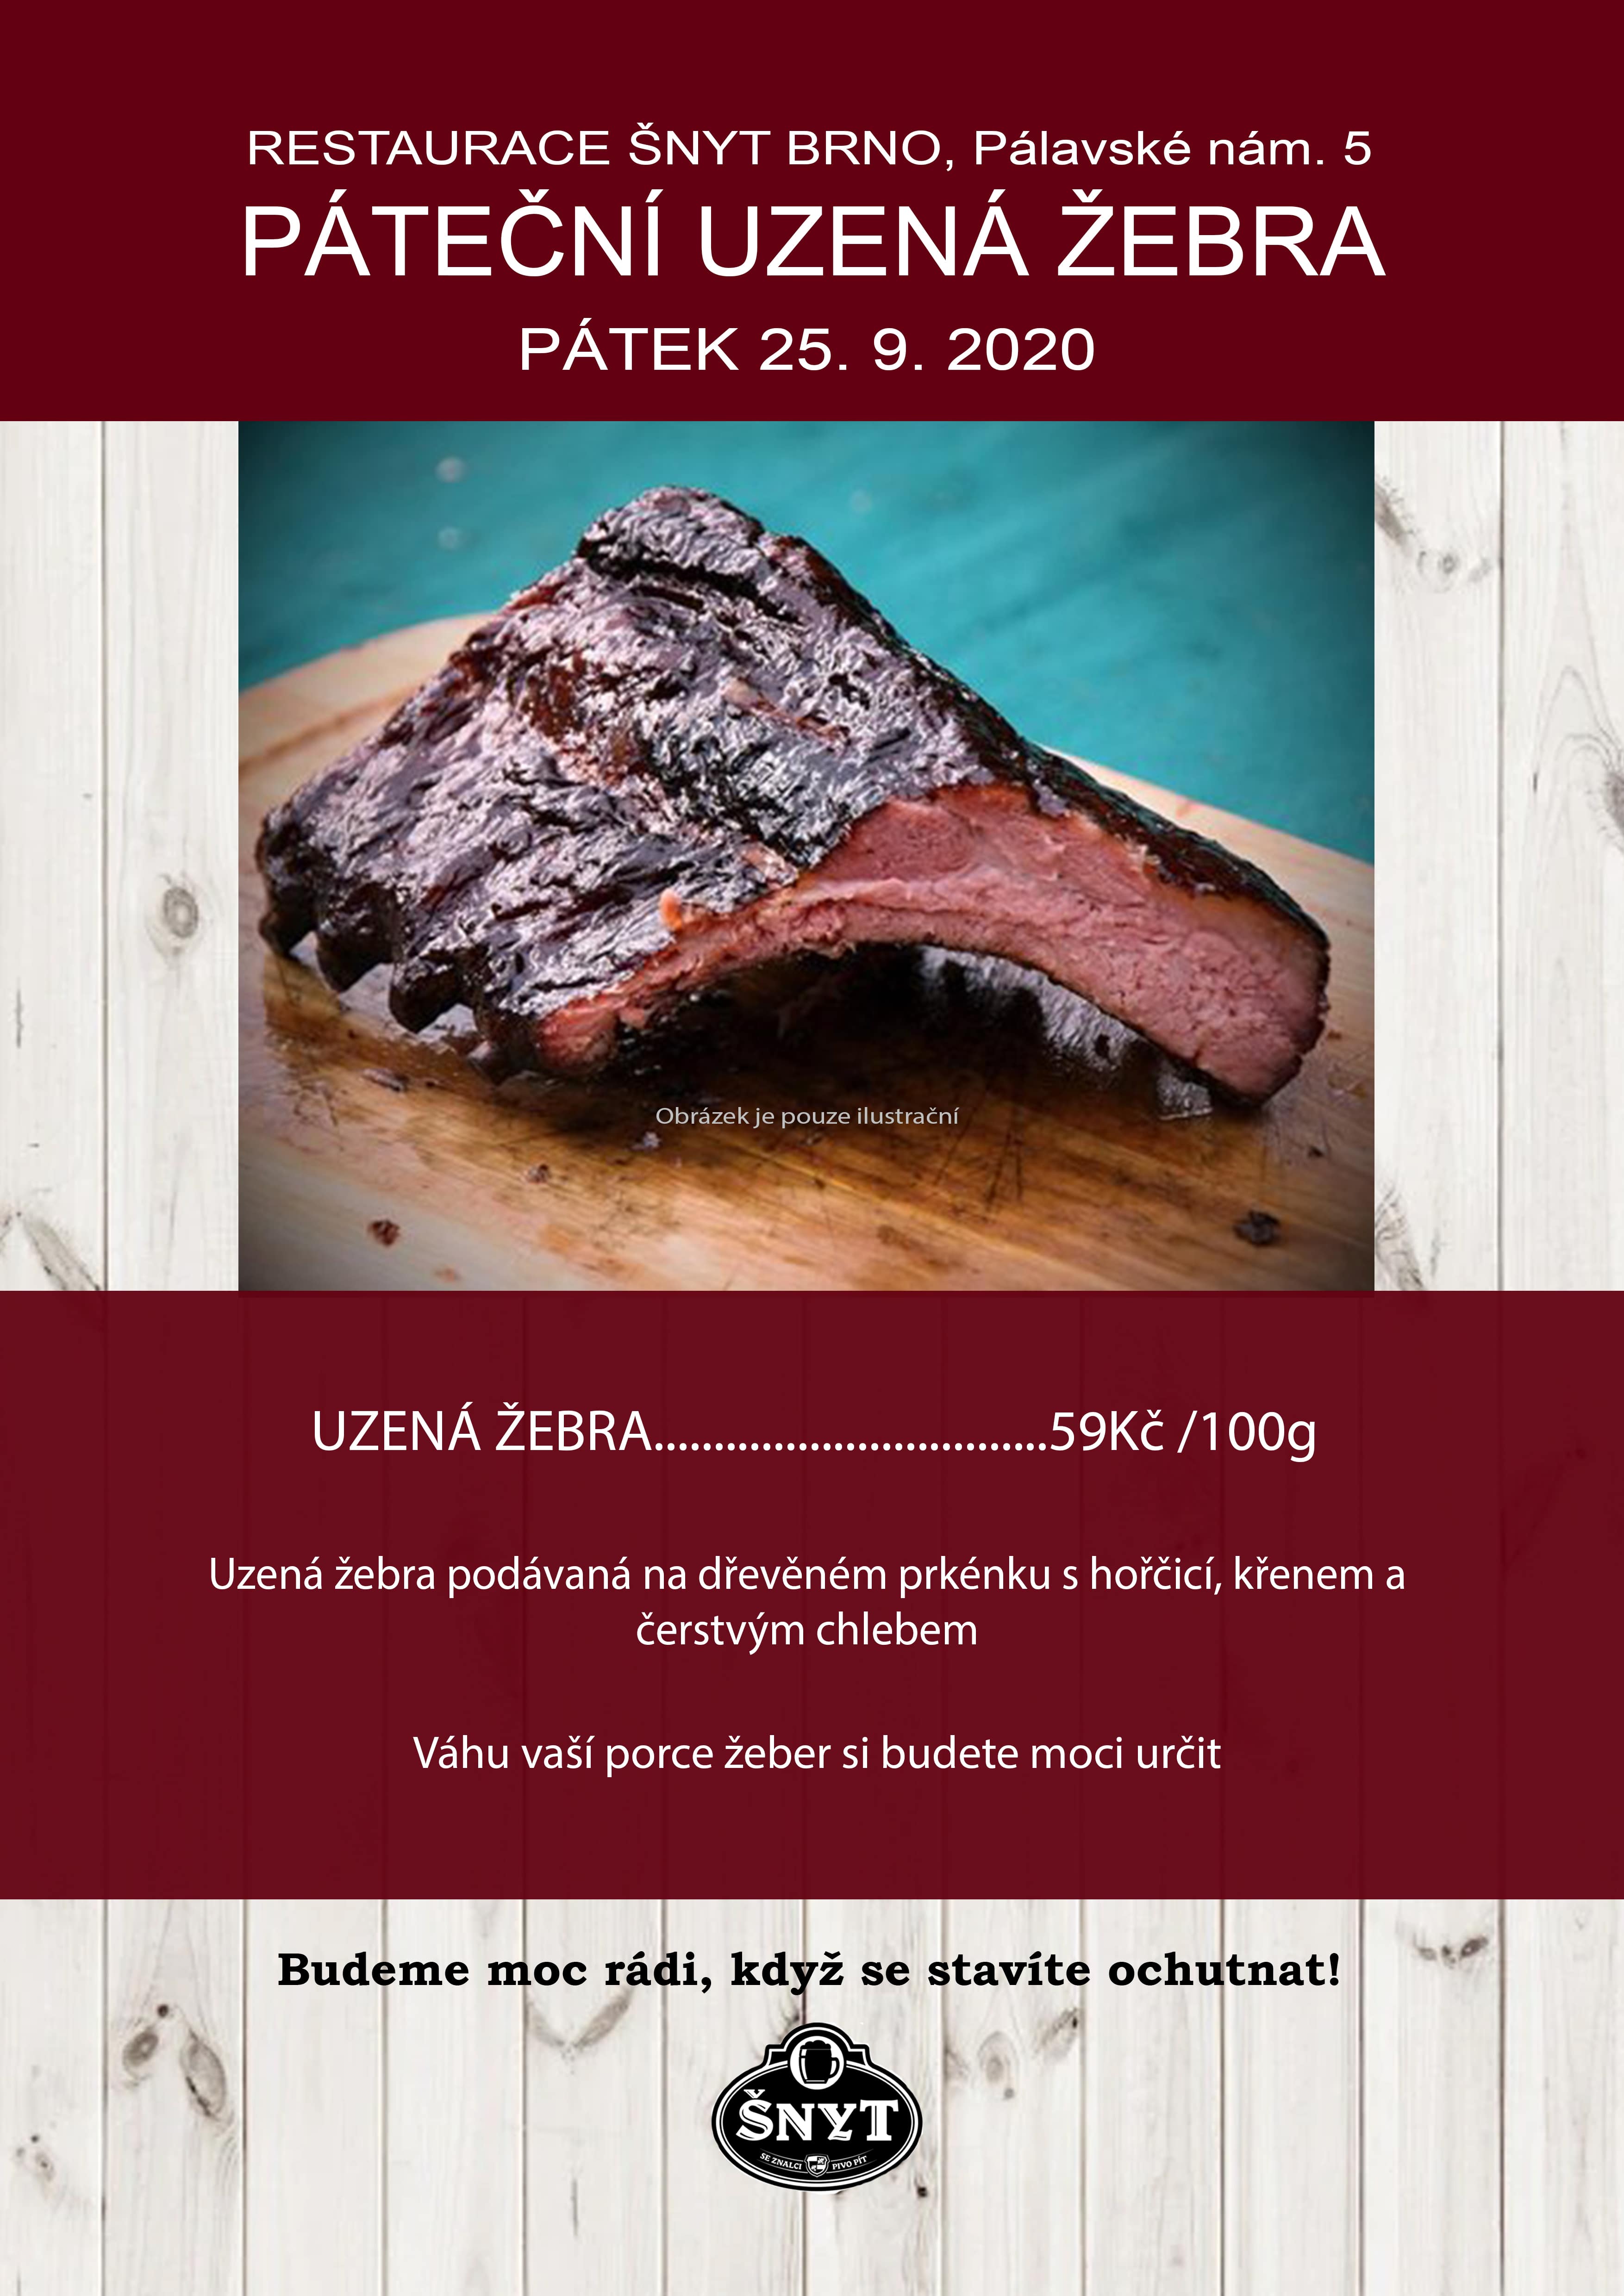 RESTAURACE ŠNYT BRNO, Pálavské nám. 5
PÁTEČNÍ UZENÁ ŽEBRA
PÁTEK 25. 9. 2020
Obrázek je pouze ilustrační
UZENÁ ŽEBRA.................................59Kč /100g
Uzená žebra podávaná na dřevěném prkénku s hořčicí, křenem a
čerstvým chlebem
Váhu vaší porce žeber si budete moci určit
Budeme moc rádi, když se stavíte ochutnat!
ŠNYT
SE ZNALCI PIVO PÍT